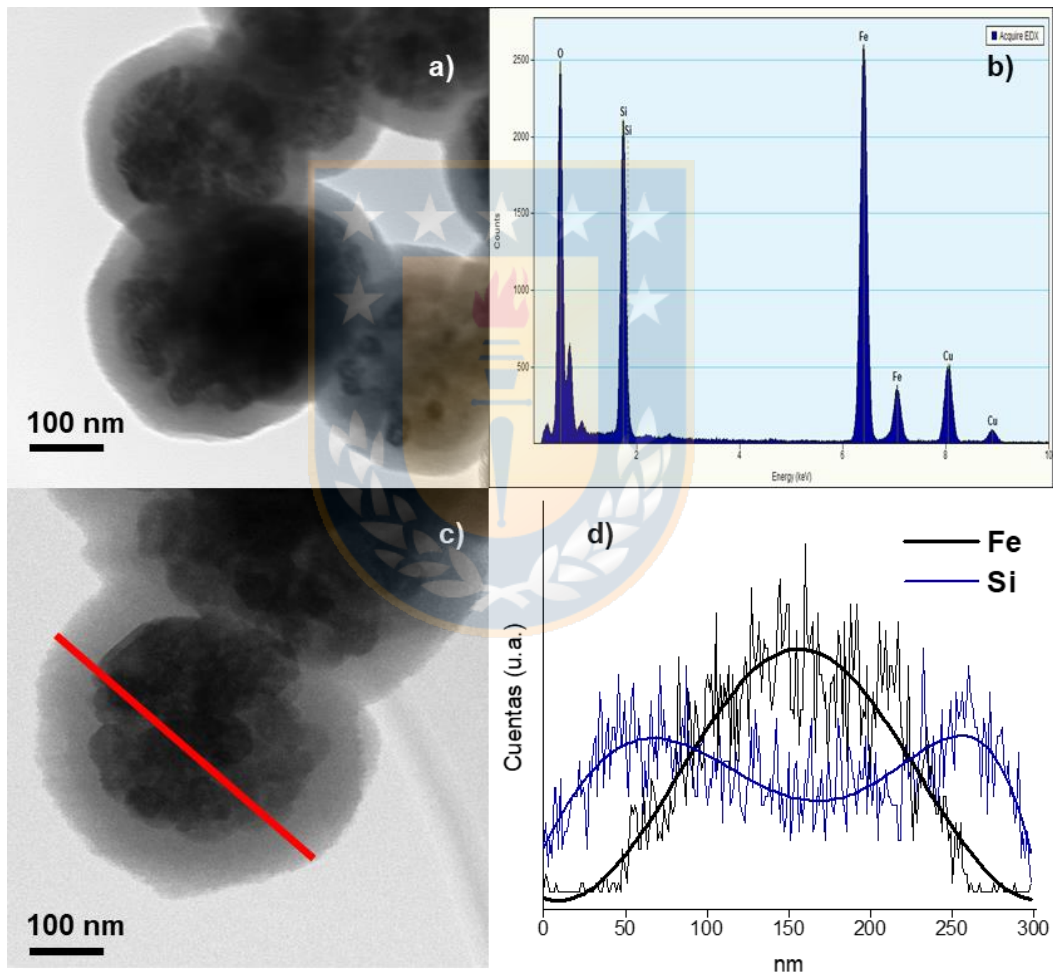 a)
100 nm
b)
Acquire EDX
Counts
2500
2000
1500
1000
500
O
Si
Si
Fe
Fe
Cu
Cu
2
4
6
8
10
Energy (keV)
c)
100 nm
d)
Fe
Si
Cuentas (u.a.)
0 50 100 150 200 250 300
nm